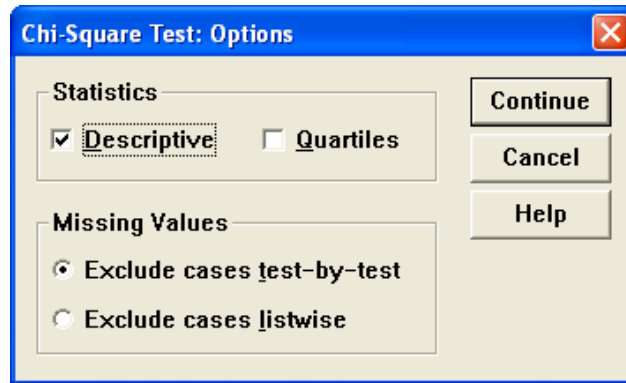 Chi-Square Test: Options
Statistics
Descriptive
Quartiles
Missing Values
Exclude cases test-by-test
Exclude cases listwise
Continue
Cancel
Help